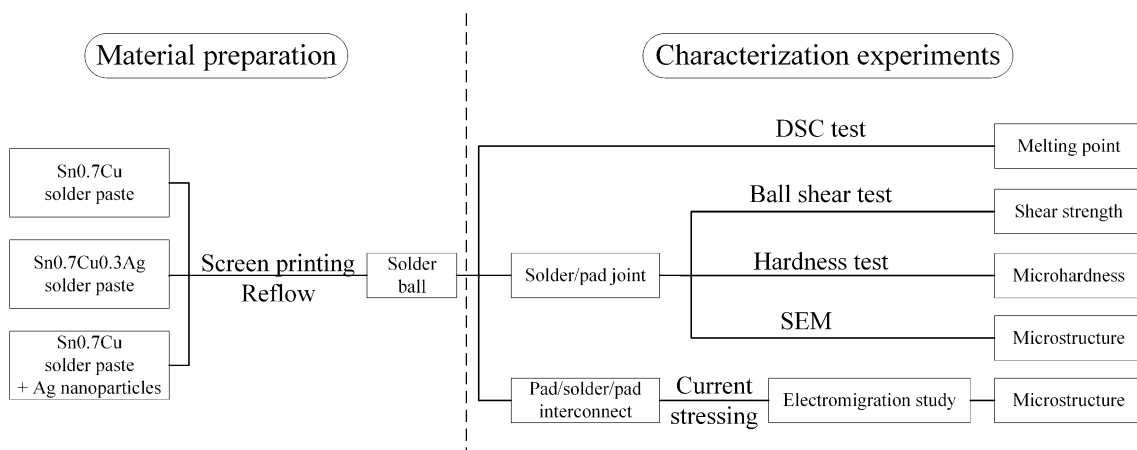 Material preparation
Characterization experiments
Sn0.7Cu
solder paste
Sn0.7Cu0.3Ag
solder paste
Sn0.7Cu
solder paste
+ Ag nanoparticles
Screen printing
Reflow
Solder
ball
DSC test
Melting point
Solder/pad joint
Ball shear test
Shear strength
Hardness test
Microhardness
SEM
Microstructure
Pad/solder/pad
interconnect
Current
stressing
Electromigration study
Microstructure